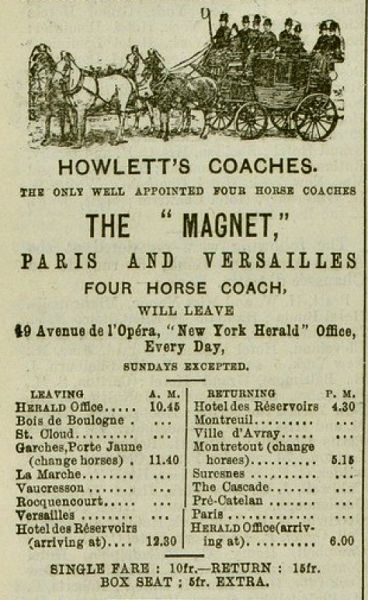 HOWLETT'S COACHES.
THE ONLY WELL APPOINTED FOUR HORSE COACHES
THE "MAGNET,"
PARIS AND VERSAILLES
FOUR HORSE COACH,
WILL LEAVE
49 Avenue de l'Opéra, "New York Herald" Office,
Every Day,
SUNDAYS EXCEPTED.
LEAVING A. M.
HERALD Office..... 10.45
Bois de Boulogne . ...
St. Cloud......... ...
Garches, Porte Jaune
(change horses) . 11.40
La Marche........ ...
Vaucresson ....... ...
Rocquencourt..... ...
Versailles ........ ...
Hotel des Réservoirs
(arriving at).... 12.30
RETURNING P. M.
Hotel des Réservoirs 4.30
Montreuil......... ...
Ville d'Avray..... ...
Montretout (change
horses)......... 5.15
Suresnes ......... ...
The Cascade...... ...
Pré-Catelan ...... ...
Paris ............ ...
HERALD Office (arriv-
ing at).......... 6.00
SINGLE FARE : 10fr.—RETURN : 15fr.
BOX SEAT ; 5fr. EXTRA.